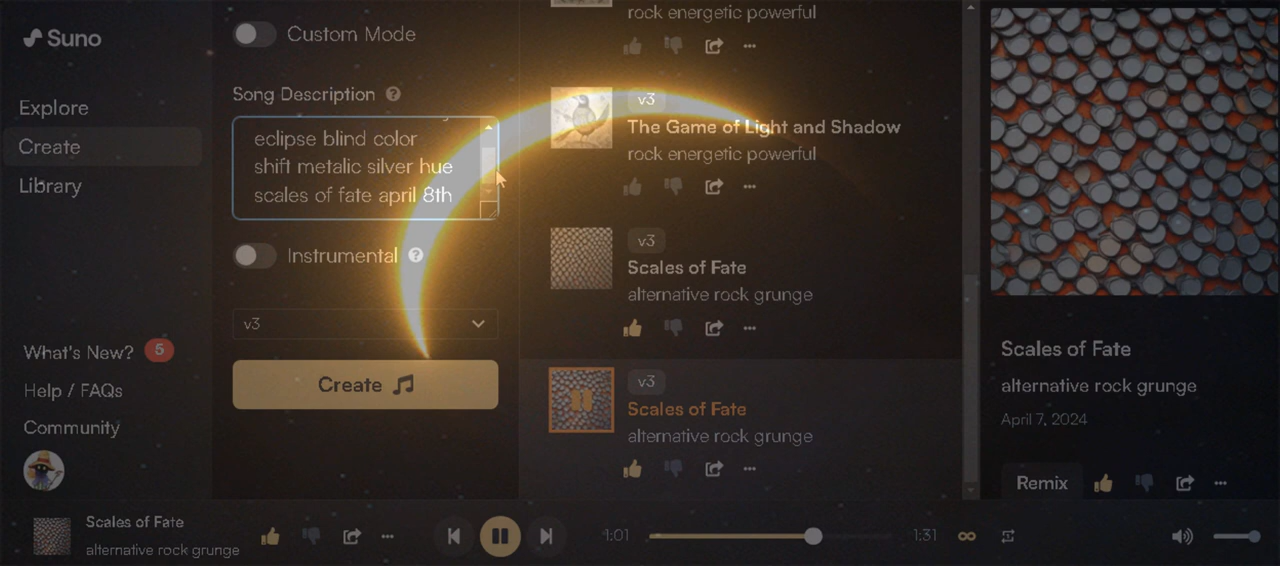 Suno
Explore
Create
Library
What's New? 5
Help / FAQs
Community
Custom Mode
Song Description ?
eclipse blind color
shift metalic silver hue
scales of fate april 8th
Instrumental ?
v3
Create
rock energetic powerful
v3
The Game of Light and Shadow
rock energetic powerful
v3
Scales of Fate
alternative rock grunge
v3
Scales of Fate
alternative rock grunge
Scales of Fate
alternative rock grunge
April 7, 2024
Remix
Scales of Fate
alternative rock grunge
1:01
1:31